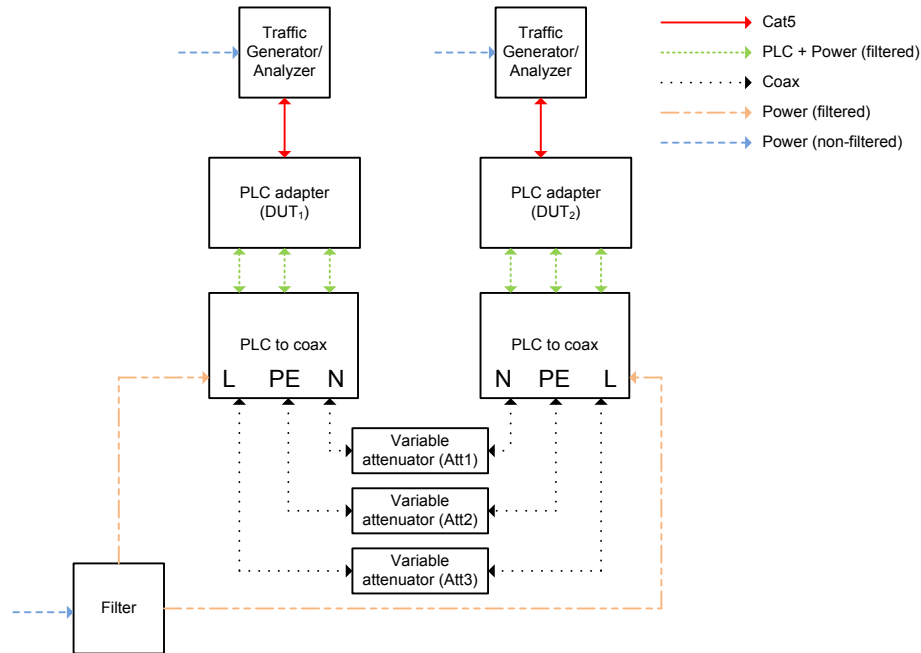 Traffic
Generator/
Analyzer
Traffic
Generator/
Analyzer
Cat5
PLC + Power (filtered)
Coax
Power (filtered)
Power (non-filtered)
PLC adapter
(DUT₁)
PLC adapter
(DUT₂)
PLC to coax
L PE N
PLC to coax
N PE L
Variable
attenuator (Att1)
Variable
attenuator (Att2)
Variable
attenuator (Att3)
Filter